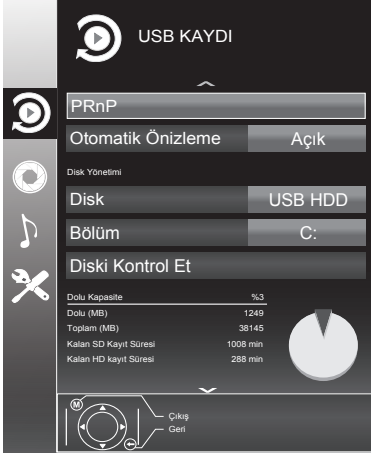 USB KAYDI
PRnP
Otomatik Önizleme Açık
Disk Yönetimi
Disk USB HDD
Bölüm C:
Diski Kontrol Et
Dolu Kapasite %3
Dolu (MB) 1249
Toplam (MB) 38145
Kalan SD Kayıt Süresi 1008 min
Kalan HD kayıt Süresi 288 min
M
Çıkış
Geri